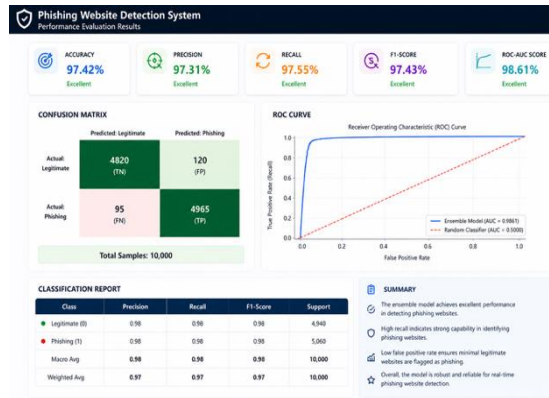 Phishing Website Detection System
Performance Evaluation Results
ACCURACY
97.42%
Excellent
PRECISION
97.31%
Excellent
RECALL
97.55%
Excellent
F1-SCORE
97.43%
Excellent
ROC-AUC SCORE
98.61%
Excellent
CONFUSION MATRIX
Predicted: Legitimate Predicted: Phishing
Actual: Legitimate
4820 (TN)
120 (FP)
Actual: Phishing
95 (FN)
4965 (TP)
Total Samples: 10,000
ROC CURVE
Receiver Operating Characteristic (ROC) Curve
True Positive Rate (Recall)
1.0
0.8
0.6
0.4
0.2
0.0
0.0 0.2 0.4 0.6 0.8 1.0
False Positive Rate
Ensemble Model (AUC = 0.9861)
Random Classifier (AUC = 0.5000)
CLASSIFICATION REPORT
Class Precision Recall F1-Score Support
Legitimate (0) 0.98 0.98 0.98 4,940
Phishing (1) 0.98 0.98 0.98 5,060
Macro Avg 0.98 0.98 0.98 10,000
Weighted Avg 0.97 0.97 0.97 10,000
SUMMARY
The ensemble model achieves excellent performance
in detecting phishing websites.
High recall indicates strong capability in identifying
phishing websites.
Low false positive rate ensures minimal legitimate
websites are flagged as phishing.
Overall, the model is robust and reliable for real-time
phishing website detection.